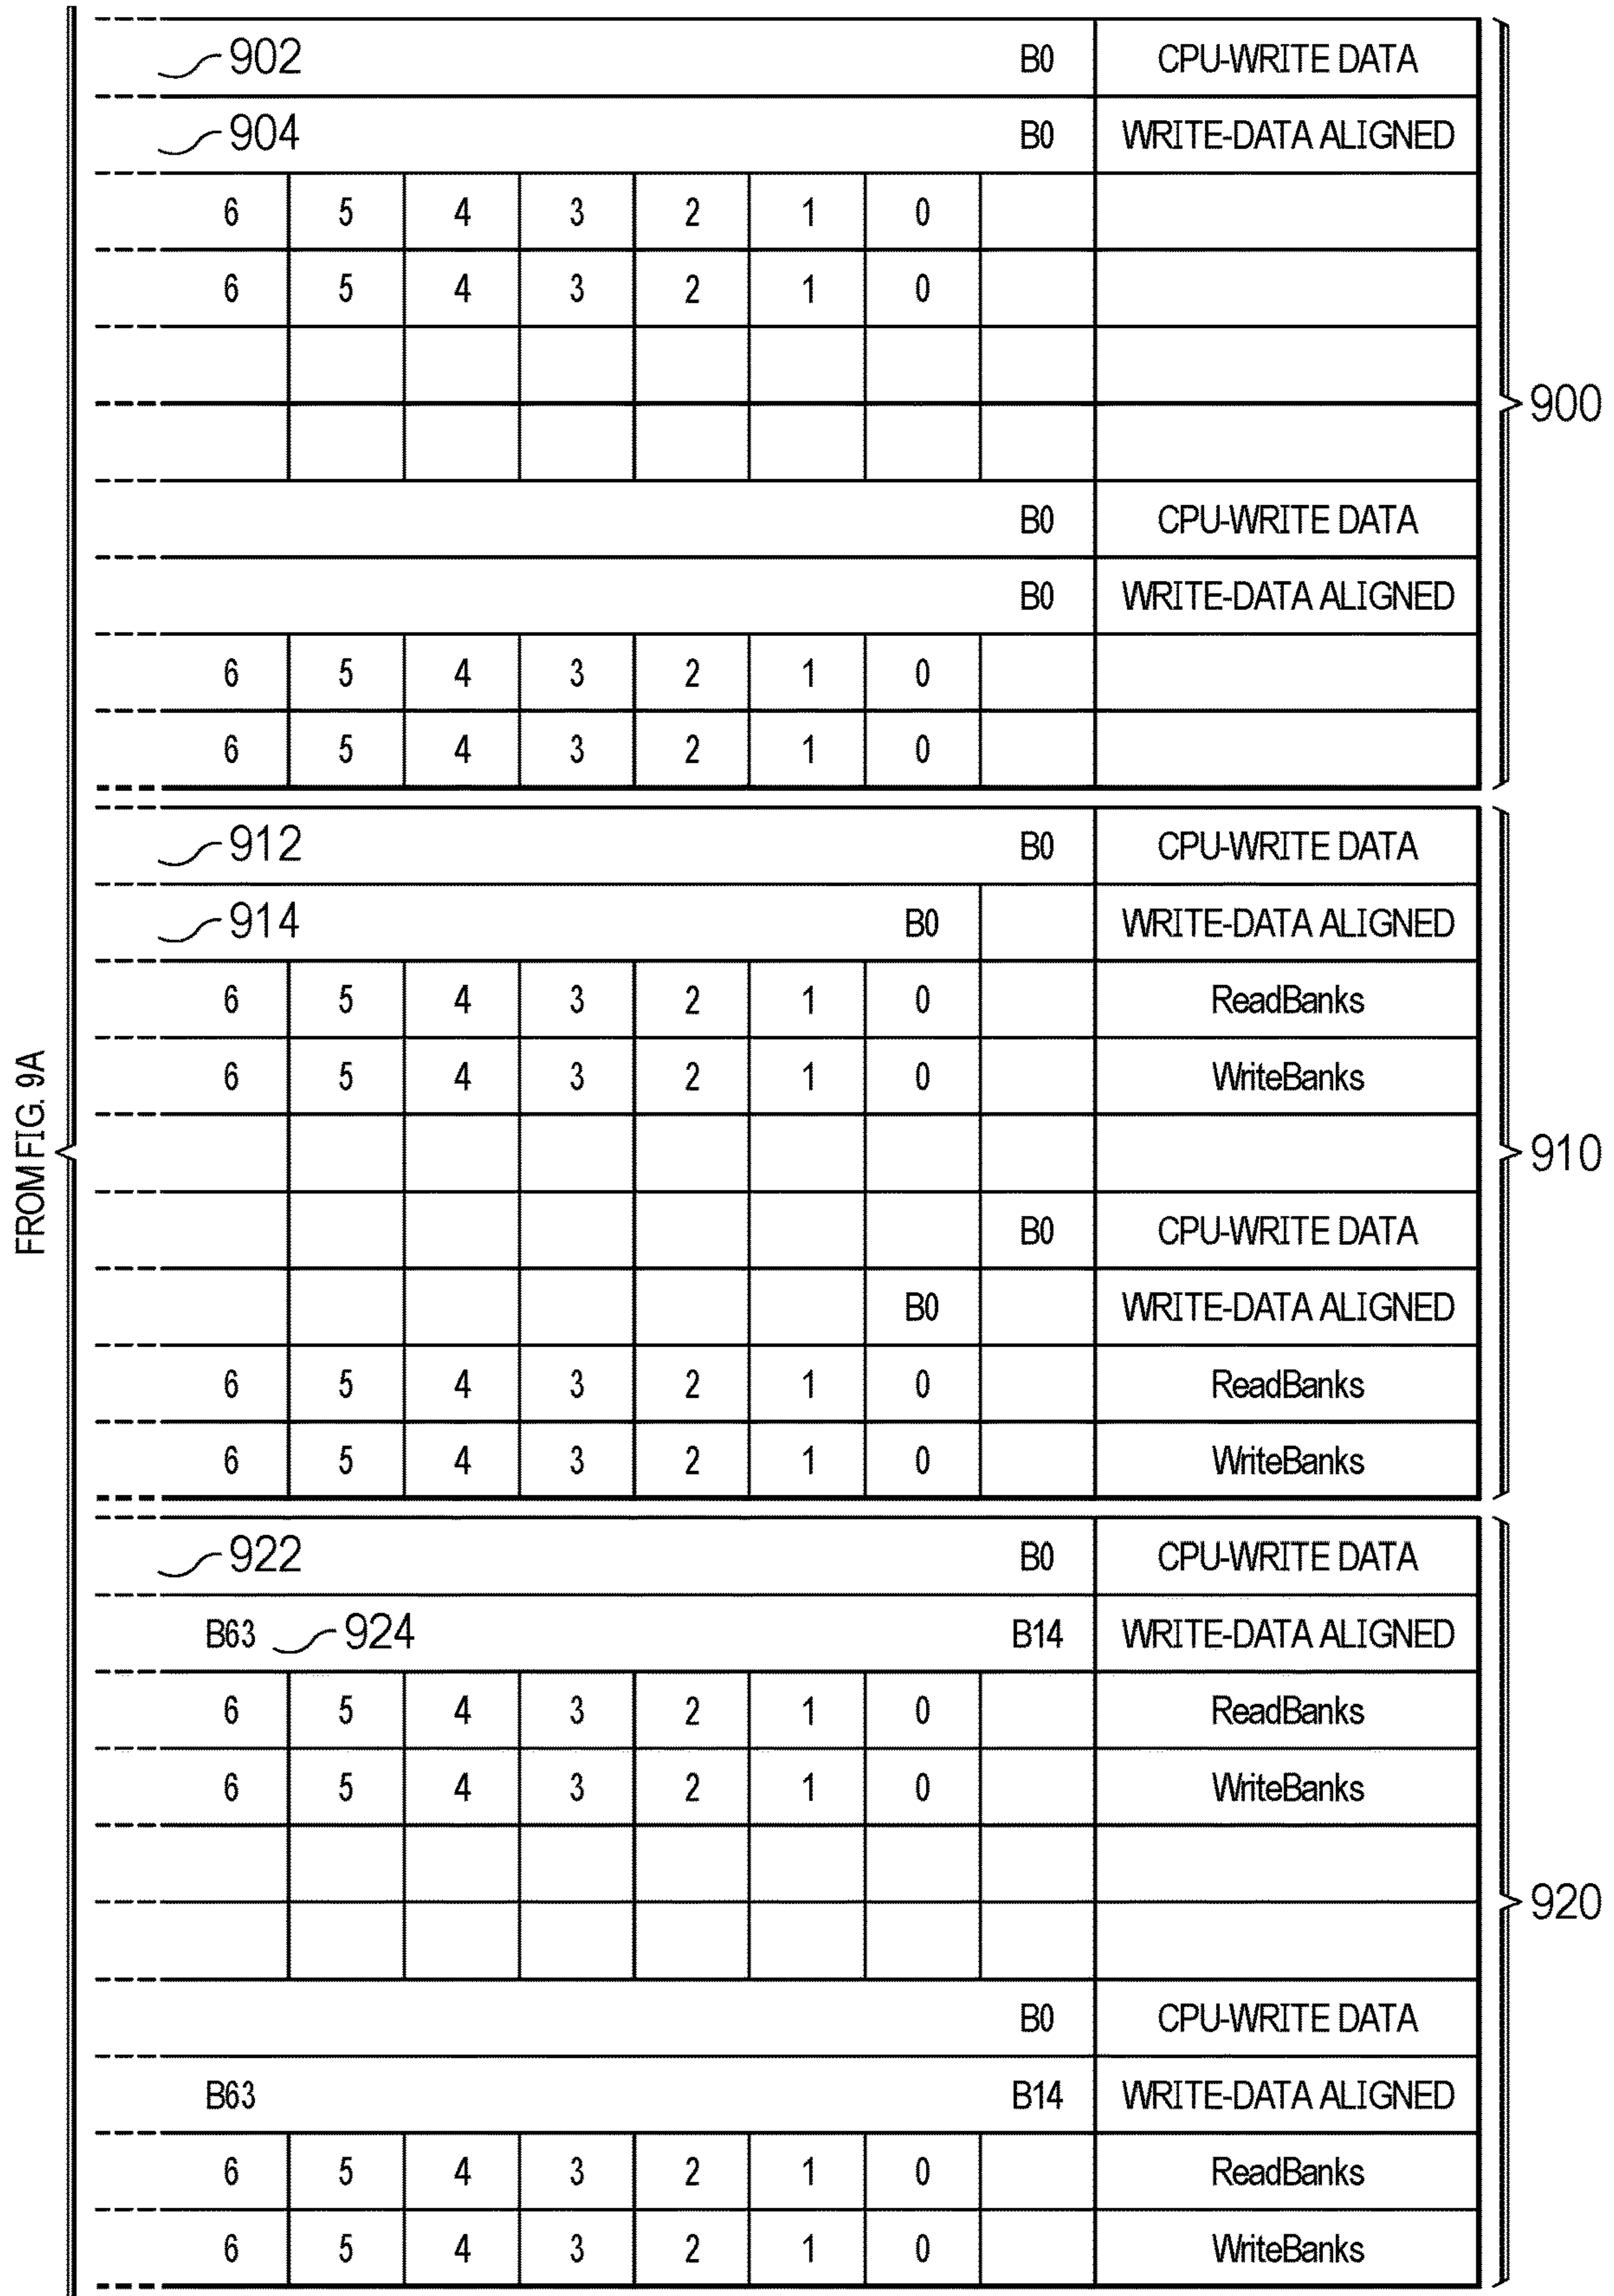 902 B0 CPU-WRITE DATA
904 B0 WRITE-DATA ALIGNED
6 5 4 3 2 1 0
6 5 4 3 2 1 0
900
B0 CPU-WRITE DATA
B0 WRITE-DATA ALIGNED
6 5 4 3 2 1 0
6 5 4 3 2 1 0
912 B0 CPU-WRITE DATA
914 B0 WRITE-DATA ALIGNED
6 5 4 3 2 1 0 ReadBanks
6 5 4 3 2 1 0 WriteBanks
FROM FIG. 9A
910
B0 CPU-WRITE DATA
B0 WRITE-DATA ALIGNED
6 5 4 3 2 1 0 ReadBanks
6 5 4 3 2 1 0 WriteBanks
922 B0 CPU-WRITE DATA
B63 924 B14 WRITE-DATA ALIGNED
6 5 4 3 2 1 0 ReadBanks
6 5 4 3 2 1 0 WriteBanks
920
B0 CPU-WRITE DATA
B63 B14 WRITE-DATA ALIGNED
6 5 4 3 2 1 0 ReadBanks
6 5 4 3 2 1 0 WriteBanks